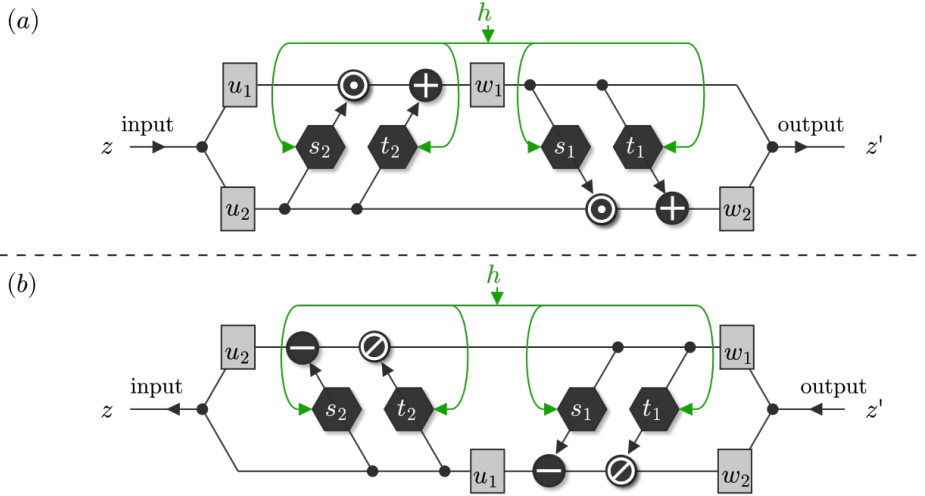 (a)
h
u₁ w₁
input s₂ t₂ s₁ t₁ output
z z'
u₂ w₂
(b)
h
u₂ w₁
input s₂ t₂ s₁ t₁ output
z z'
u₁ w₂